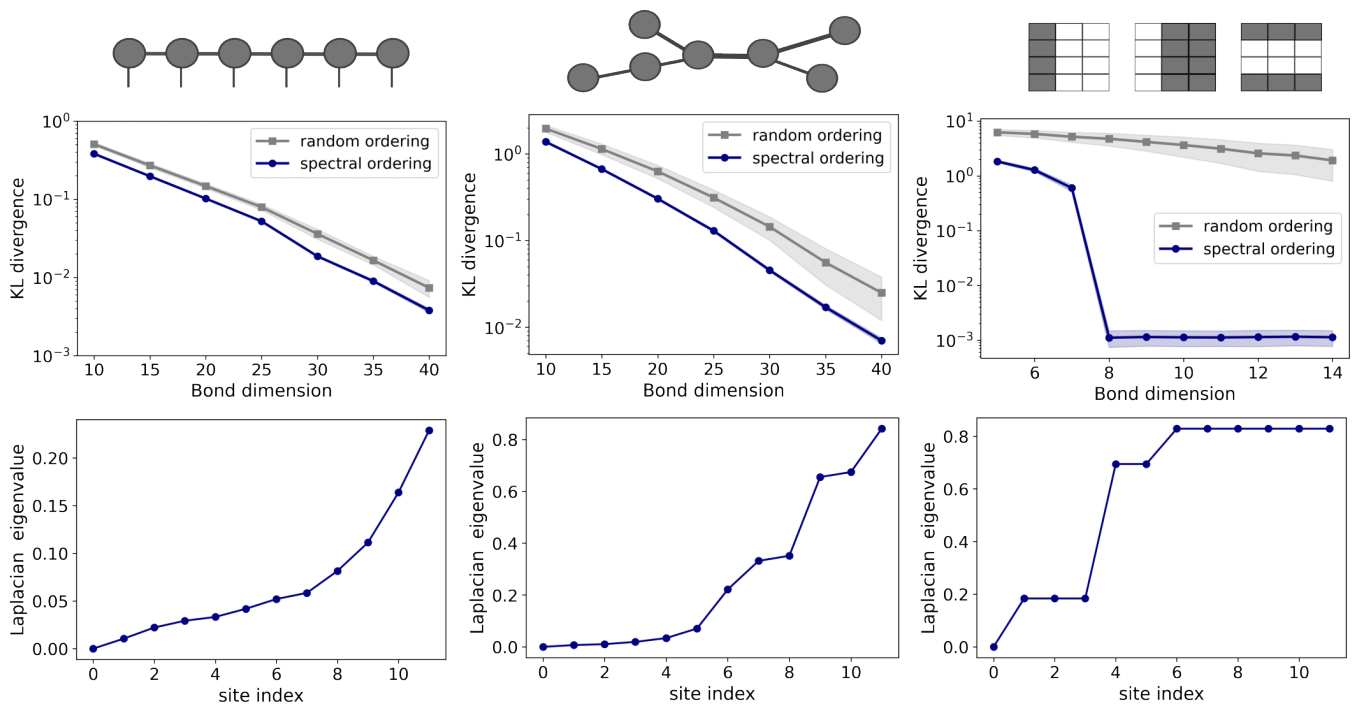 random ordering
spectral ordering
KL divergence
10⁰
10⁻¹
10⁻²
10⁻³
10 15 20 25 30 35 40
Bond dimension
random ordering
spectral ordering
KL divergence
10⁰
10⁻¹
10⁻²
10 15 20 25 30 35 40
Bond dimension
random ordering
spectral ordering
KL divergence
10¹
10⁰
10⁻¹
10⁻²
10⁻³
6 8 10 12 14
Bond dimension
Laplacian eigenvalue
0.20
0.15
0.10
0.05
0.00
0 2 4 6 8 10
site index
Laplacian eigenvalue
0.8
0.6
0.4
0.2
0.0
0 2 4 6 8 10
site index
Laplacian eigenvalue
0.8
0.6
0.4
0.2
0.0
0 2 4 6 8 10
site index